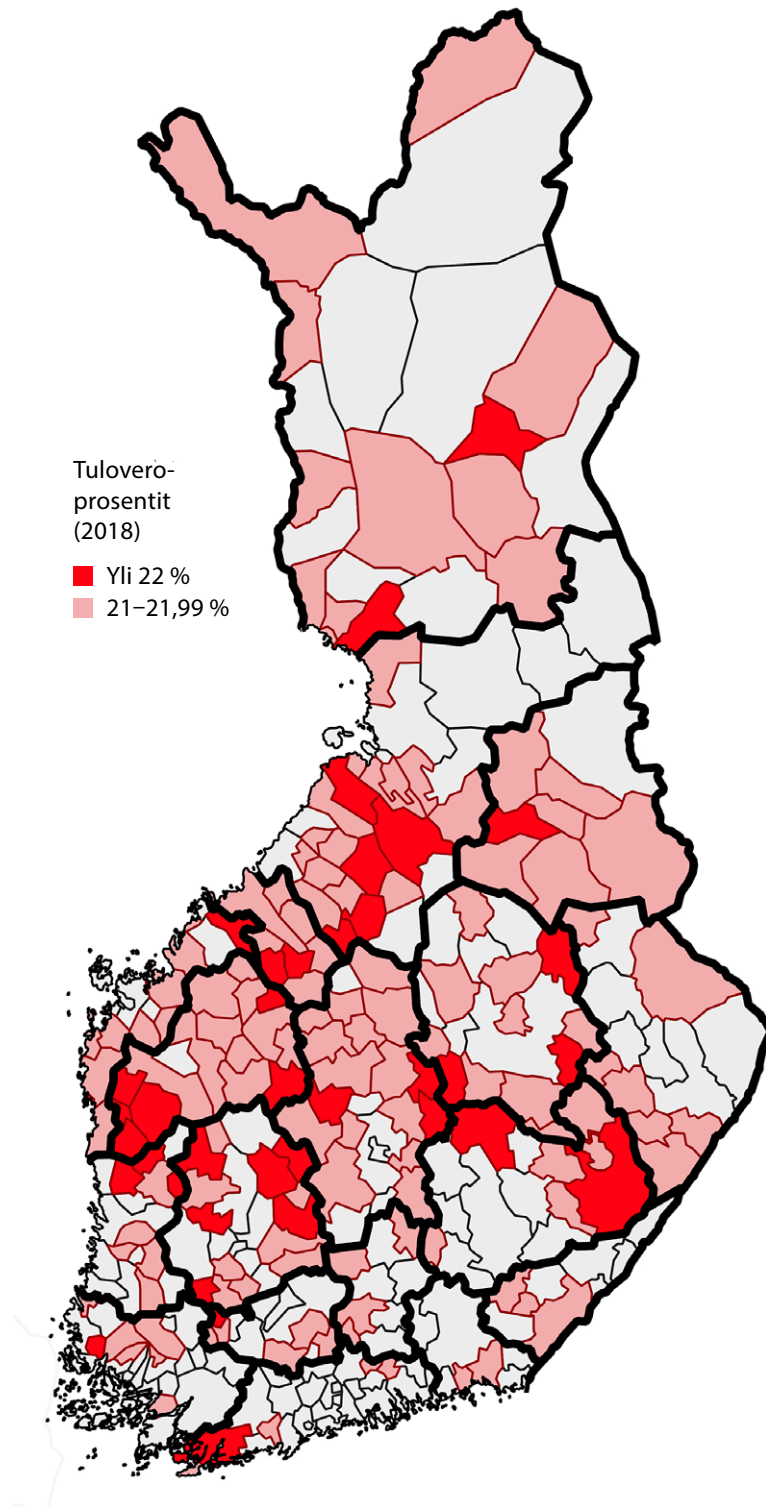 Tulovero-
prosentit
(2018)
Yli 22 %
21–21,99 %